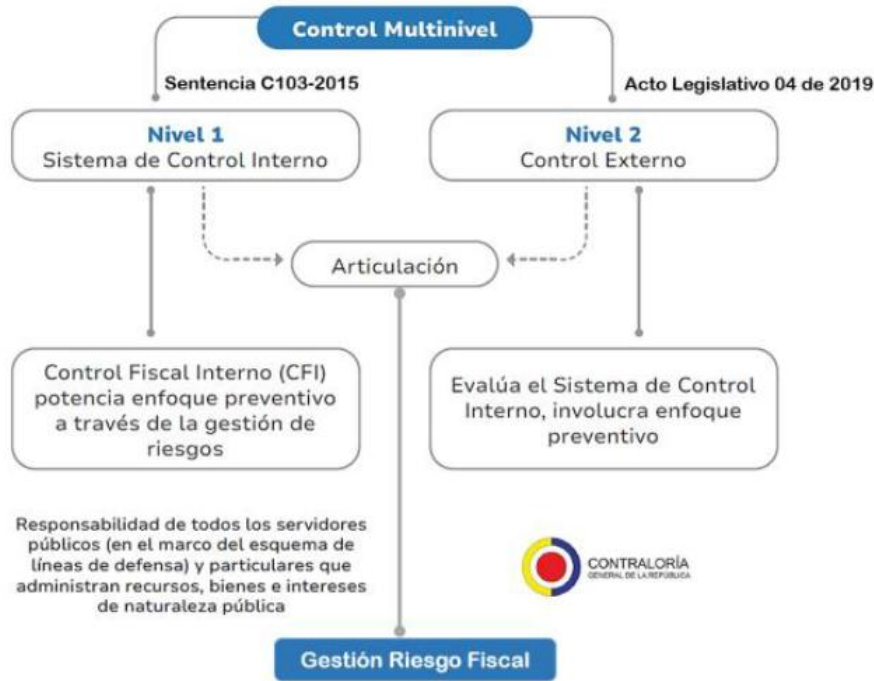 Control Multinivel
Sentencia C103-2015
Acto Legislativo 04 de 2019
Nivel 1
Sistema de Control Interno
Nivel 2
Control Externo
Articulación
Control Fiscal Interno (CFI)
potencia enfoque preventivo
a través de la gestión de
riesgos
Evalúa el Sistema de Control
Interno, involucra enfoque
preventivo
Responsabilidad de todos los servidores
públicos (en el marco del esquema de
líneas de defensa) y particulares que
administran recursos, bienes e intereses
de naturaleza pública
CONTRALORÍA
GENERAL DE LA REPÚBLICA
Gestión Riesgo Fiscal